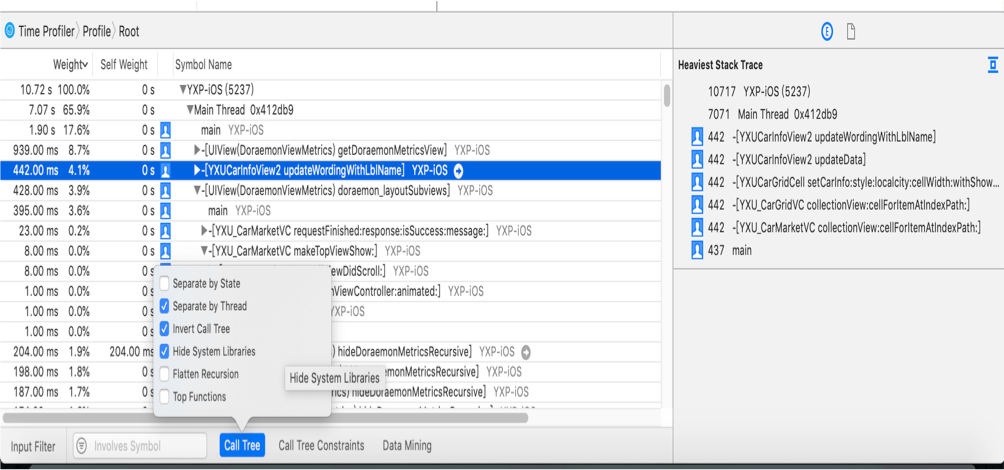 Time Profiler Profile Root
Weight Self Weight Symbol Name
10.72 s 100.0% 0 s YXP-iOS (5237)
7.07 s 65.9% 0 s Main Thread 0x412db9
1.90 s 17.6% 0 s main YXP-iOS
939.00 ms 8.7% 0 s -[UIView(DoraemonViewMetrics) getDoraemonMetricsView] YXP-iOS
442.00 ms 4.1% 0 s -[YXUCarInfoView2 updateWordingWithLblName] YXP-iOS
428.00 ms 3.9% 0 s -[UIView(DoraemonViewMetrics) doraemon_layoutSubviews] YXP-iOS
395.00 ms 3.6% 0 s main YXP-iOS
23.00 ms 0.2% 0 s -[YXU_CarMarketVC requestFinished:response:isSuccess:message:] YXP-iOS
8.00 ms 0.0% 0 s -[YXU_CarMarketVC makeTopViewShow:] YXP-iOS
8.00 ms 0.0% 0 s ewDidScroll:] YXP-iOS
1.00 ms 0.0% 0 s ViewController:animated:] YXP-iOS
1.00 ms 0.0% 0 s YXP-iOS
1.00 ms 0.0% 0 s
204.00 ms 1.9% 204.00 ms ) hideDoraemonMetricsRecursive] YXP-iOS
198.00 ms 1.8% 0 s MetricsRecursive] YXP-iOS
187.00 ms 1.7% 0 s rics) hideDoraemonMetricsRecursive] YXP-iOS
Separate by State
Separate by Thread
Invert Call Tree
Hide System Libraries
Flatten Recursion
Top Functions
Hide System Libraries
Input Filter Involves Symbol Call Tree Call Tree Constraints Data Mining
E
Heaviest Stack Trace
10717 YXP-iOS (5237)
7071 Main Thread 0x412db9
442 -[YXUCarInfoView2 updateWordingWithLblName]
442 -[YXUCarInfoView2 updateData]
442 -[YXUCarGridCell setCarInfo:style:localcity:cellWidth:withShow...
442 -[YXU_CarGridVC collectionView:cellForItemAtIndexPath:]
442 -[YXU_CarMarketVC collectionView:cellForItemAtIndexPath:]
437 main